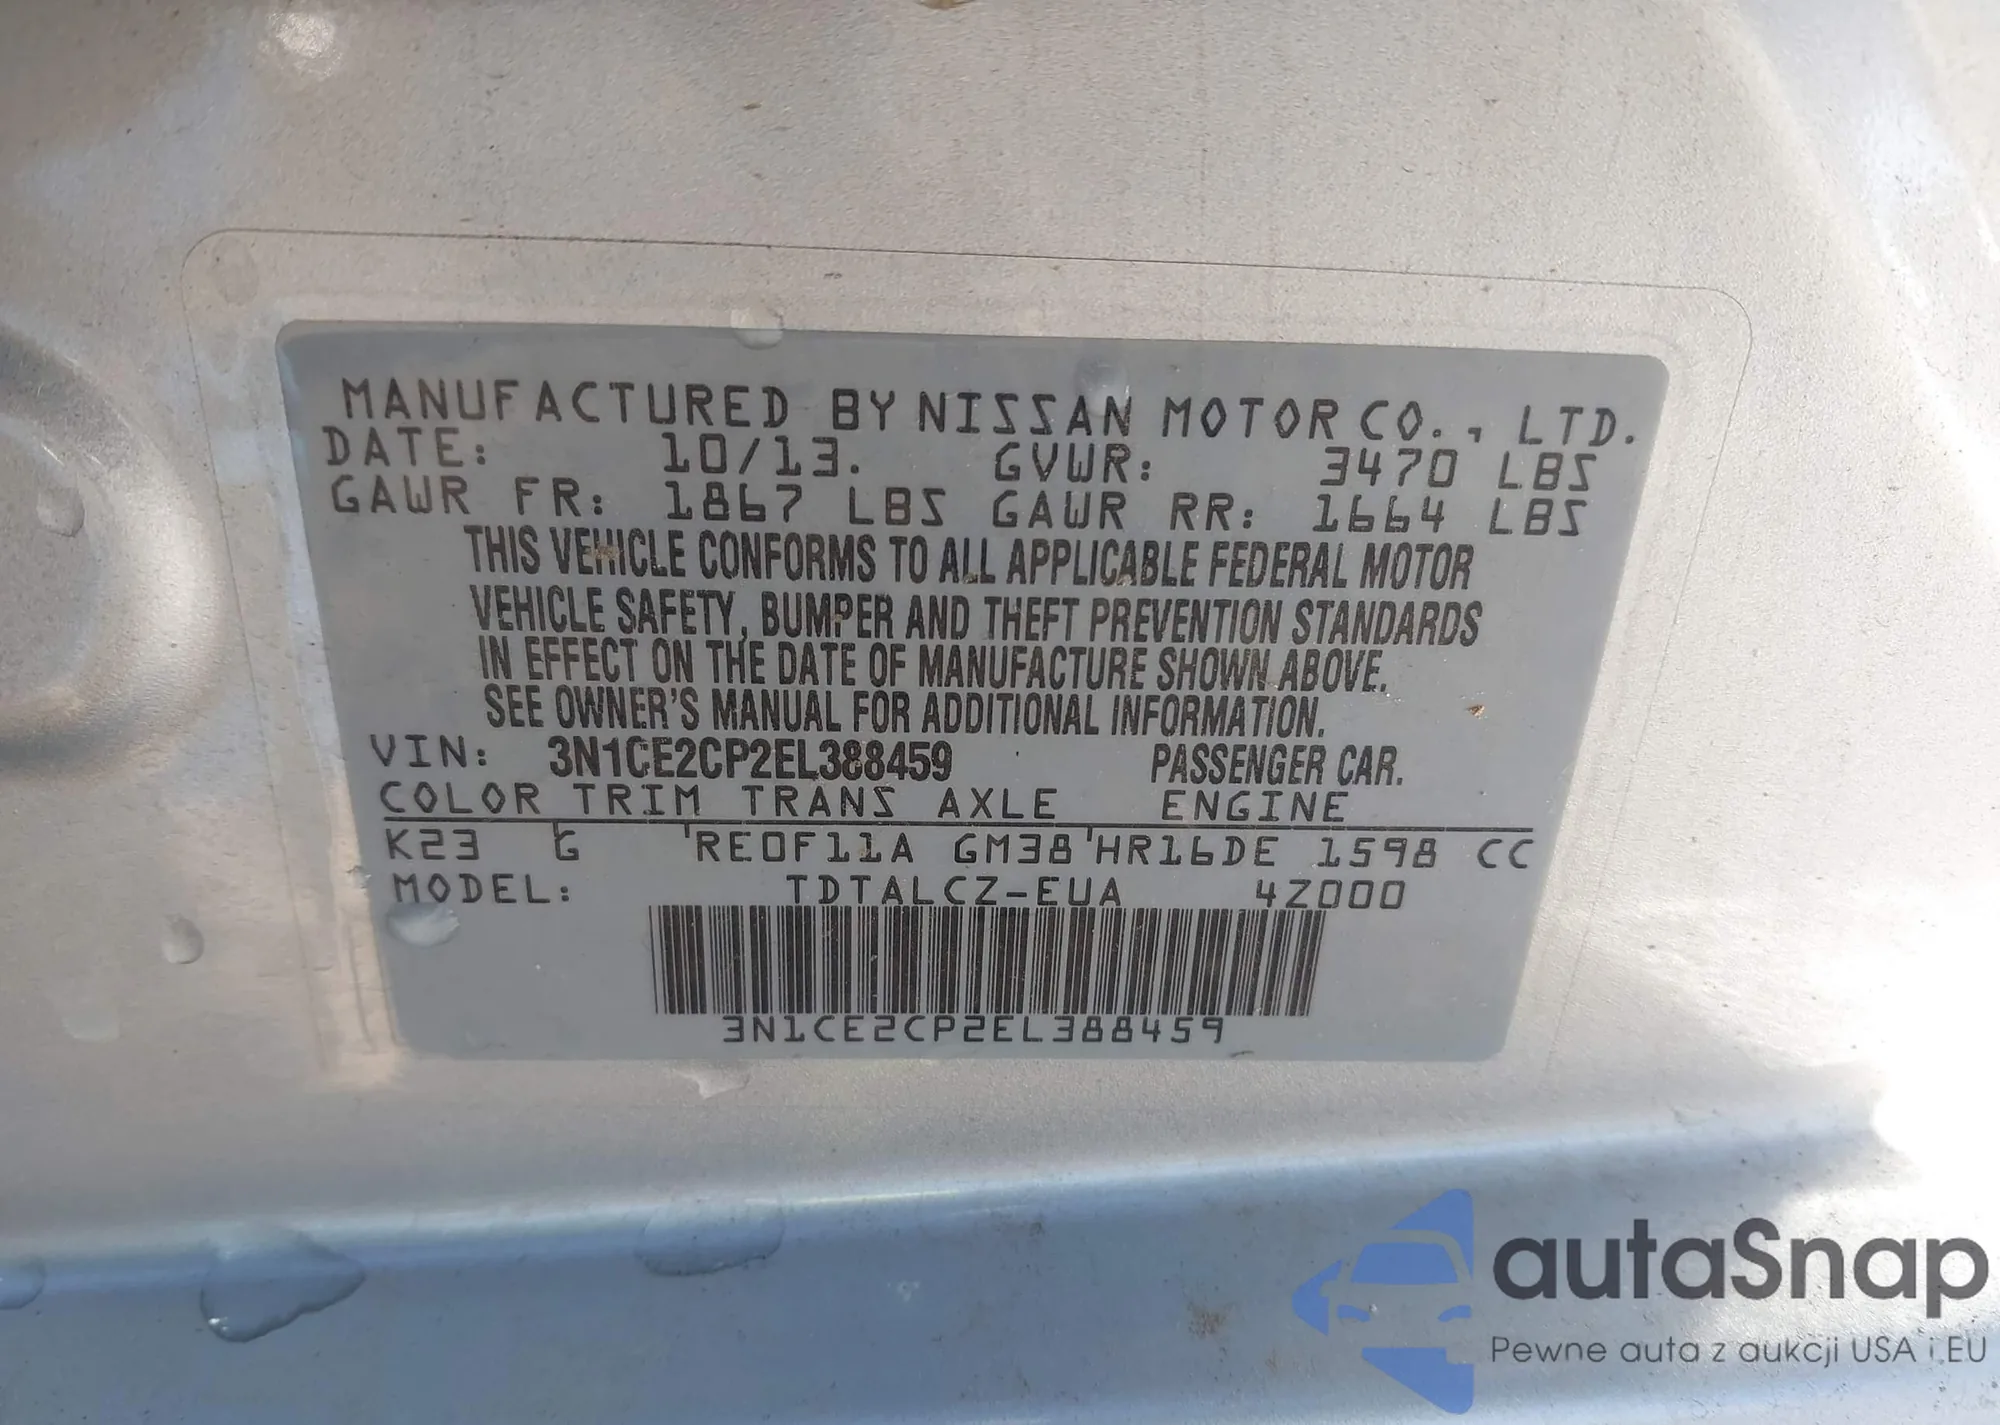 MANUFACTURED BY NISSAN MOTOR CO., LTD.
DATE: 10/13. GVWR: 3470 LBS
GAWR FR: 1867 LBS GAWR RR: 1664 LBS
THIS VEHICLE CONFORMS TO ALL APPLICABLE FEDERAL MOTOR
VEHICLE SAFETY, BUMPER AND THEFT PREVENTION STANDARDS
IN EFFECT ON THE DATE OF MANUFACTURE SHOWN ABOVE.
SEE OWNER'S MANUAL FOR ADDITIONAL INFORMATION.
VIN: 3N1CE2CP2EL388459 PASSENGER CAR.
COLOR TRIM TRANS AXLE ENGINE
K23 G RE0F11A GM38 HR16DE 1598 CC
MODEL: TDTALCZ-EUA 4Z000
3N1CE2CP2EL388459
autaSnap
Pewne auta z aukcji USA i EU